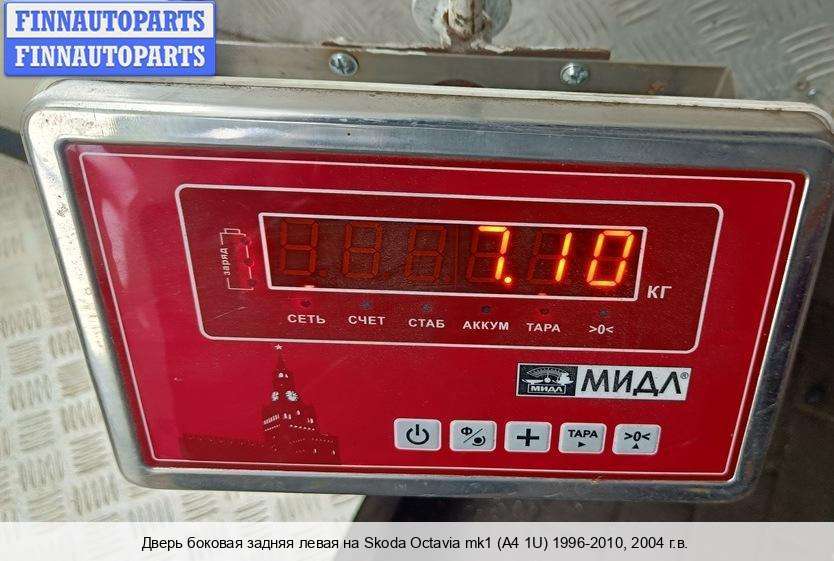 FINNAUTOPARTS
FINNAUTOPARTS
заряд
7.10
КГ
СЕТЬ СЧЕТ СТАБ АККУМ ТАРА >0<
МИДЛ МИДЛ®
Ф/ + ТАРА >0<
Дверь боковая задняя левая на Skoda Octavia mk1 (A4 1U) 1996-2010, 2004 г.в.